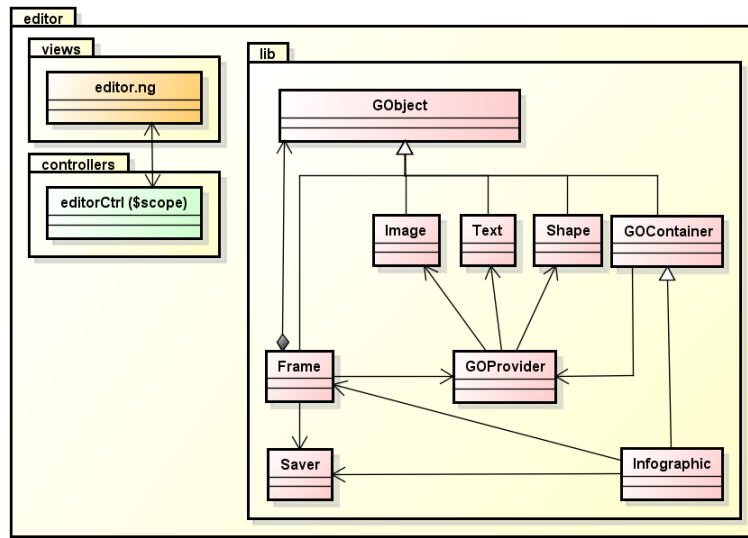 editor
views
lib
editor.ng
GObject
controllers
editorCtrl ($scope)
Image
Text
Shape
GOContainer
Frame
GOProvider
Saver
Infographic